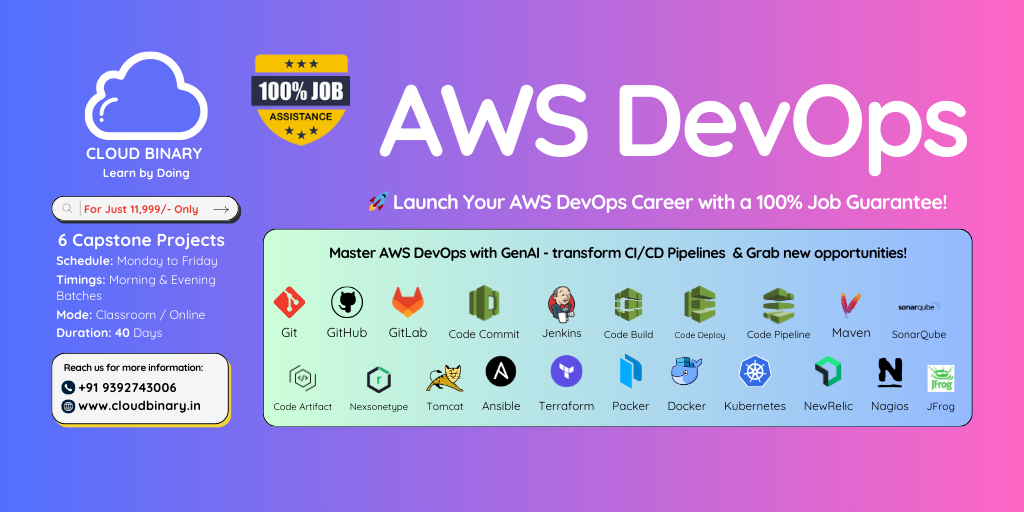 CLOUD BINARY
Learn by Doing
100% JOB
ASSISTANCE
AWS DevOps
🚀 Launch Your AWS DevOps Career with a 100% Job Guarantee!
For Just 11,999/- Only
6 Capstone Projects
Schedule: Monday to Friday
Timings: Morning & Evening
Batches
Mode: Classroom / Online
Duration: 40 Days
Reach us for more information:
+91 9392743006
www.cloudbinary.in
Master AWS DevOps with GenAI - transform CI/CD Pipelines & Grab new opportunities!
sonarqube
Git GitHub GitLab Code Commit Jenkins Code Build Code Deploy Code Pipeline Maven SonarQube
JFrog
Code Artifact Nexsonetype Tomcat Ansible Terraform Packer Docker Kubernetes NewRelic Nagios JFrog